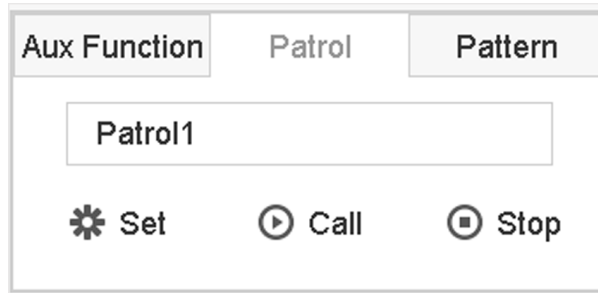 Aux Function Patrol Pattern
Patrol1
Set Call Stop